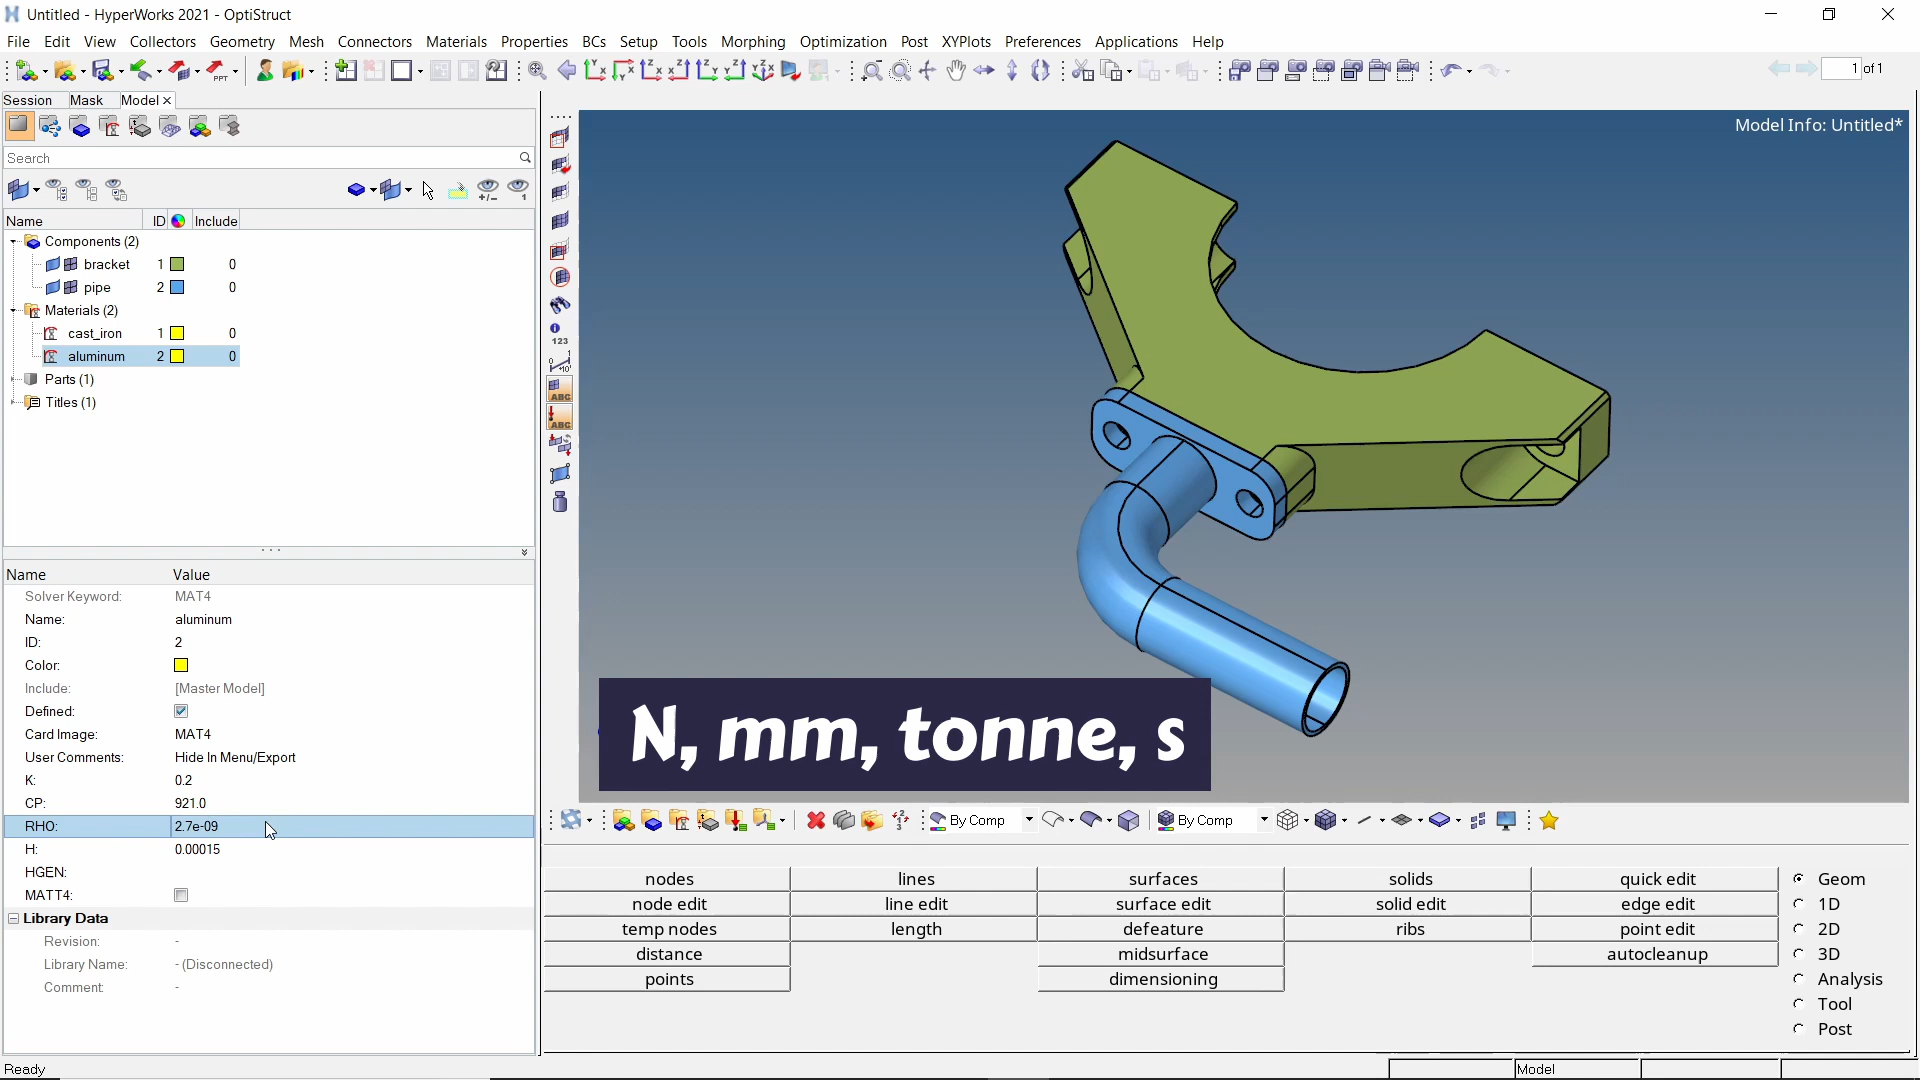 Untitled - HyperWorks 2021 - OptiStruct
File Edit View Collectors Geometry Mesh Connectors Materials Properties BCs Setup Tools Morphing Optimization Post XYPlots Preferences Applications Help
1 of 1
Session Mask Model
Search
Name ID Include
Components (2)
bracket 1 0
pipe 2 0
Materials (2)
cast_iron 1 0
aluminum 2 0
Parts (1)
Titles (1)
Model Info: Untitled*
N, mm, tonne, s
Name Value
Solver Keyword: MAT4
Name: aluminum
ID: 2
Color:
Include: [Master Model]
Defined:
Card Image: MAT4
User Comments: Hide In Menu/Export
K: 0.2
CP: 921.0
RHO: 2.7e-09
H: 0.00015
HGEN:
MATT4:
Library Data
Revision: -
Library Name: - (Disconnected)
Comment: -
By Comp By Comp
nodes lines surfaces solids quick edit Geom
node edit line edit surface edit solid edit edge edit 1D
temp nodes length defeature ribs point edit 2D
distance midsurface autocleanup 3D
points dimensioning Analysis
Tool
Post
Ready Model